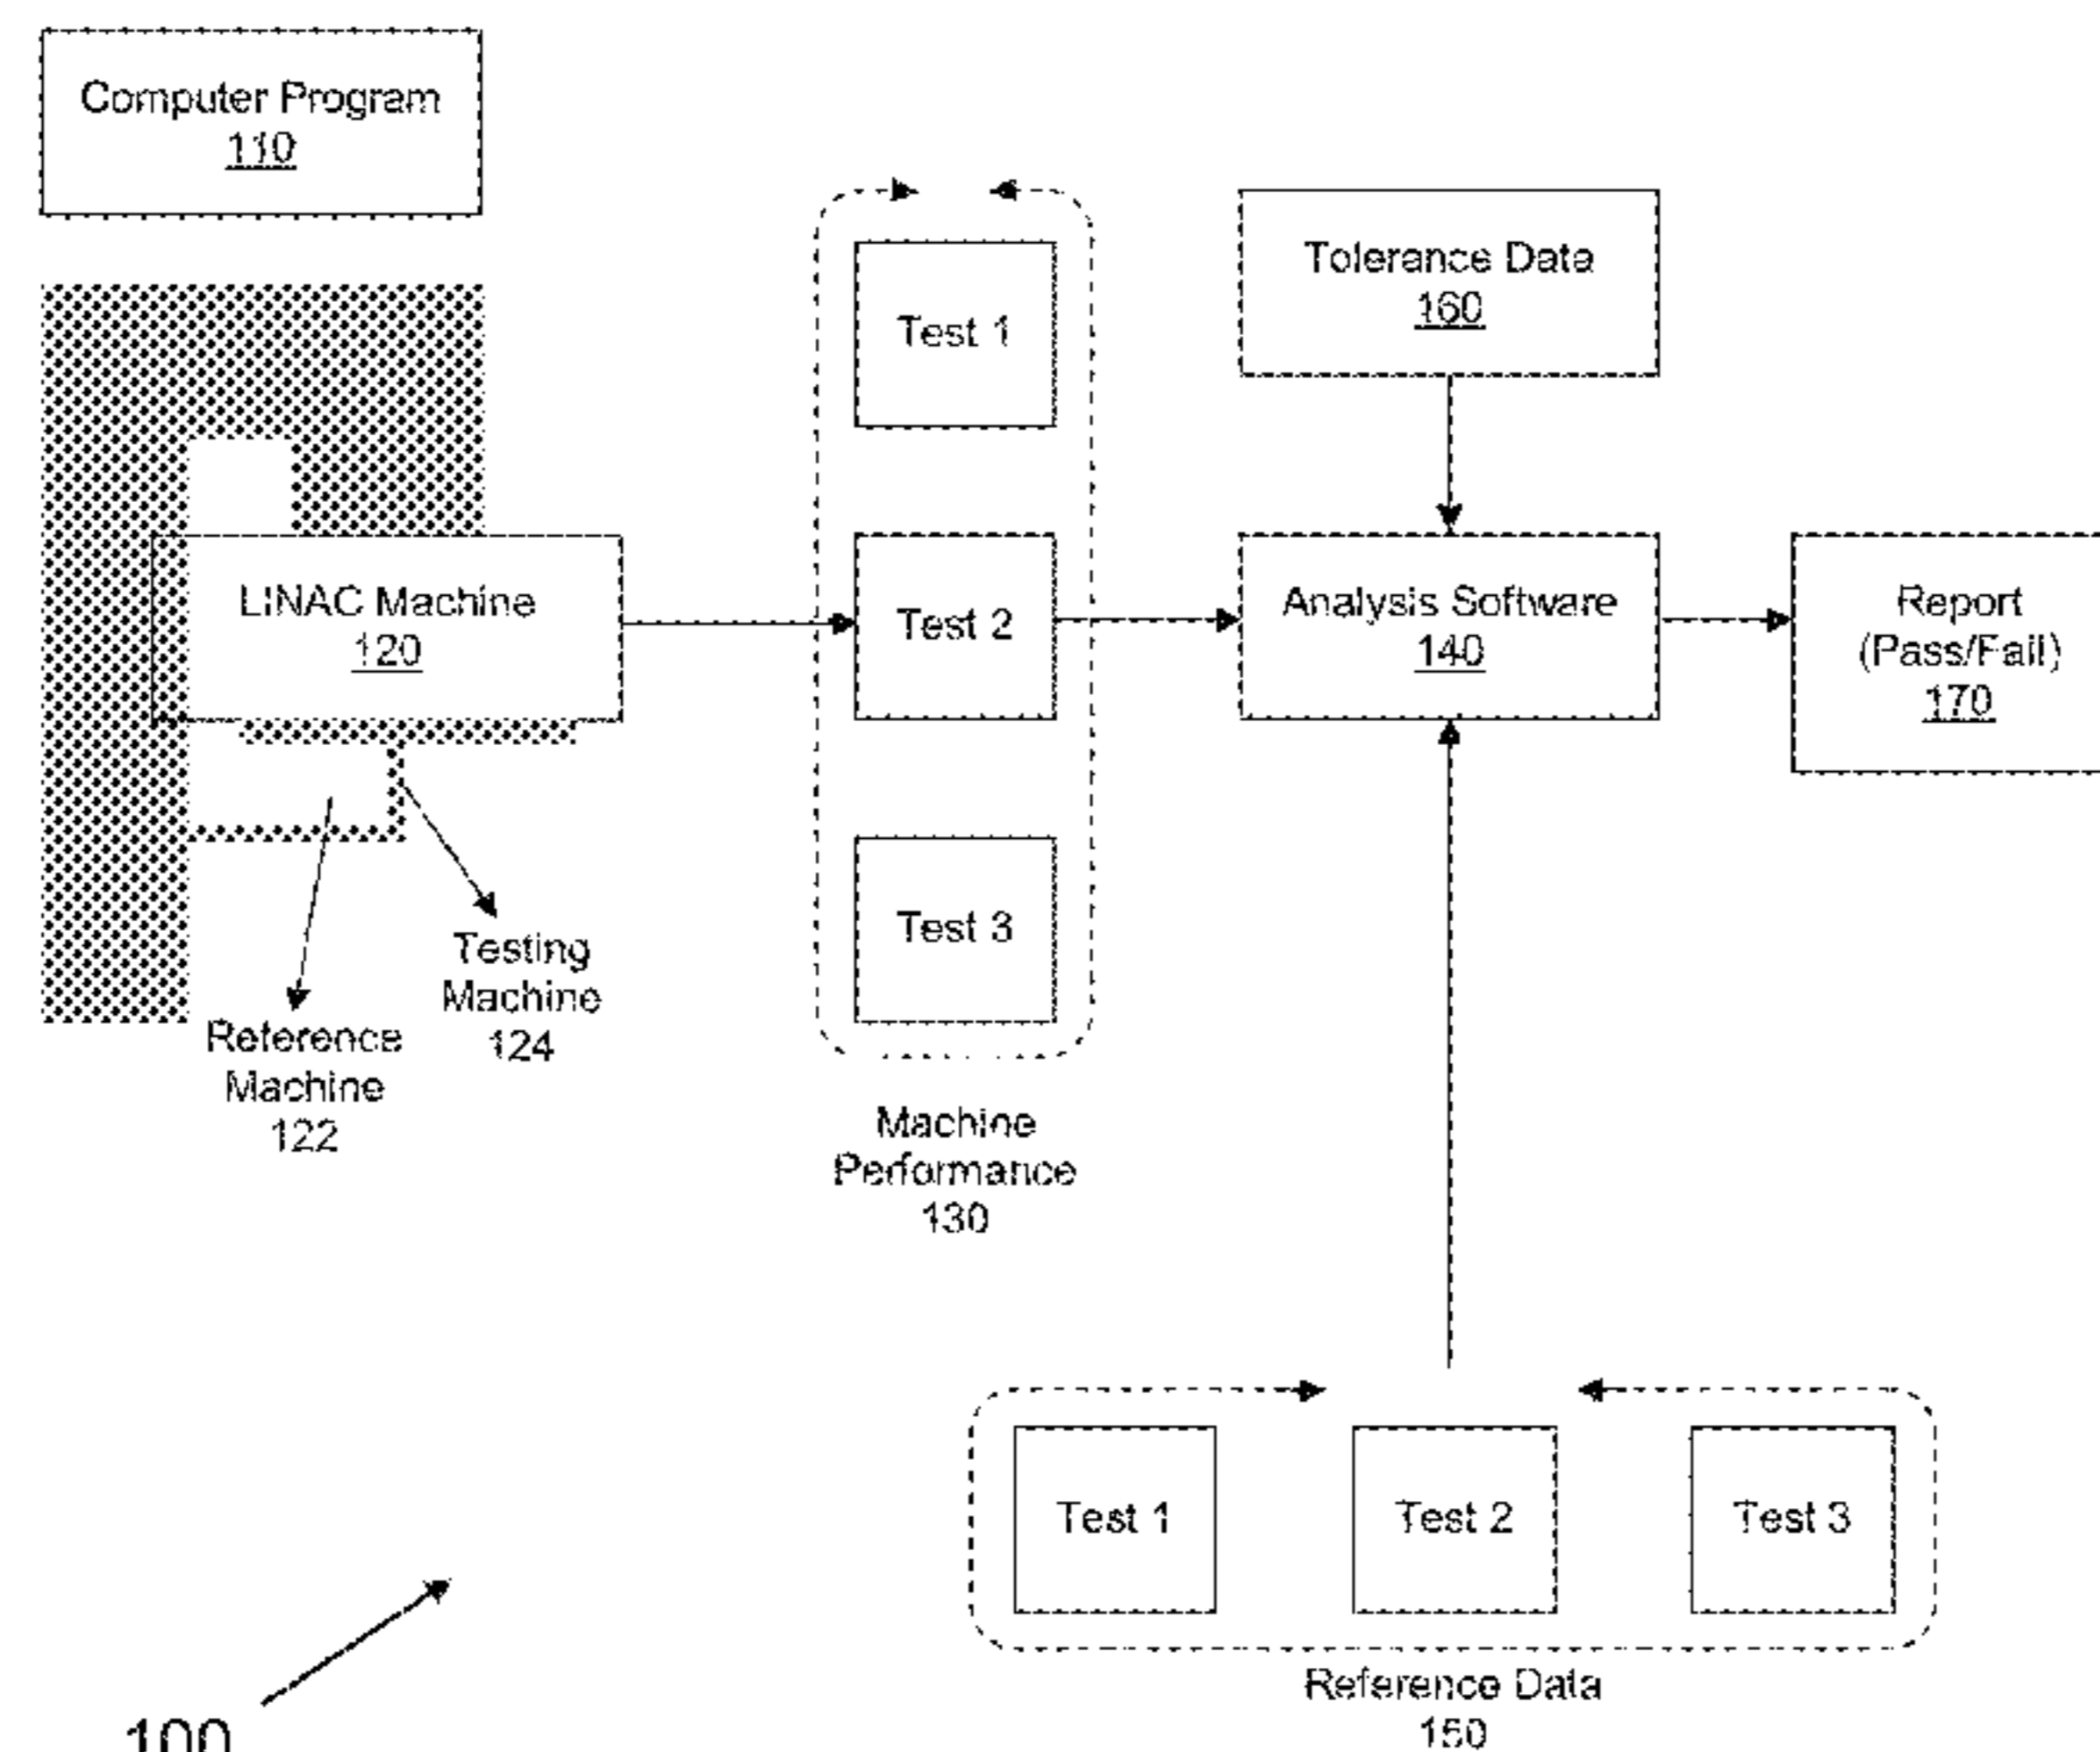 Computer Program
110
Tolerance Data
160
Test 1
LINAC Machine
120
Test 2
Analysis Software
140
Report
(Pass/Fail)
170
Test 3
Testing
Machine
124
Reference
Machine
122
Machine
Performance
130
Test 1
Test 2
Test 3
Reference Data
150
100